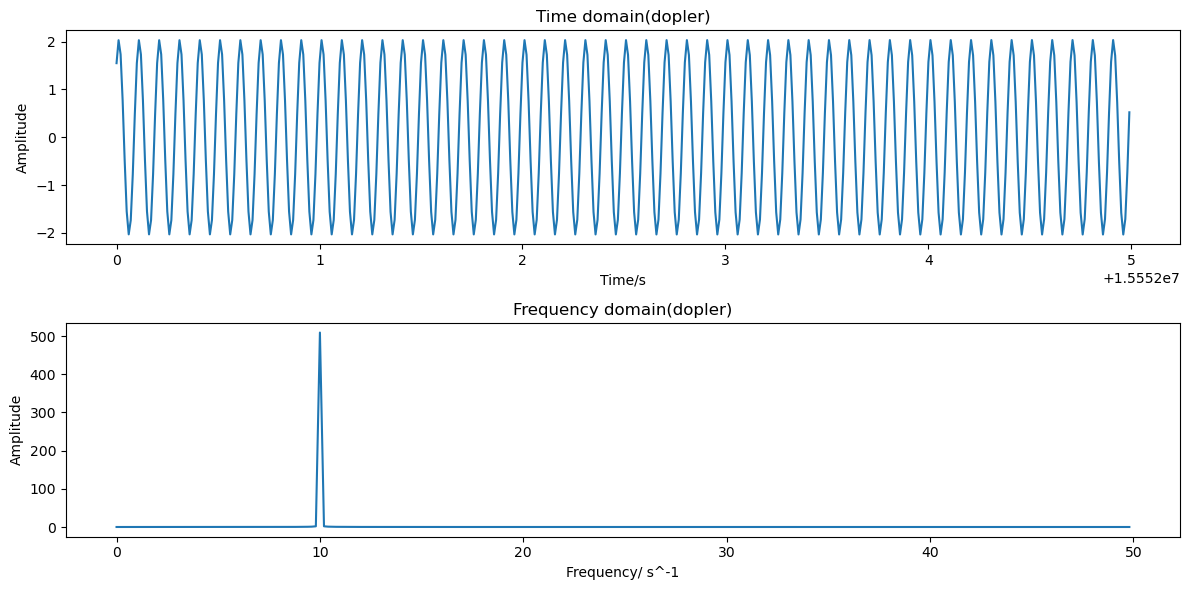 Time domain(dopler)
2
1
0
−1
−2
Amplitude
0 1 2 3 4 5
Time/s
+1.5552e7
Frequency domain(dopler)
500
400
300
200
100
0
Amplitude
0 10 20 30 40 50
Frequency/ s^-1